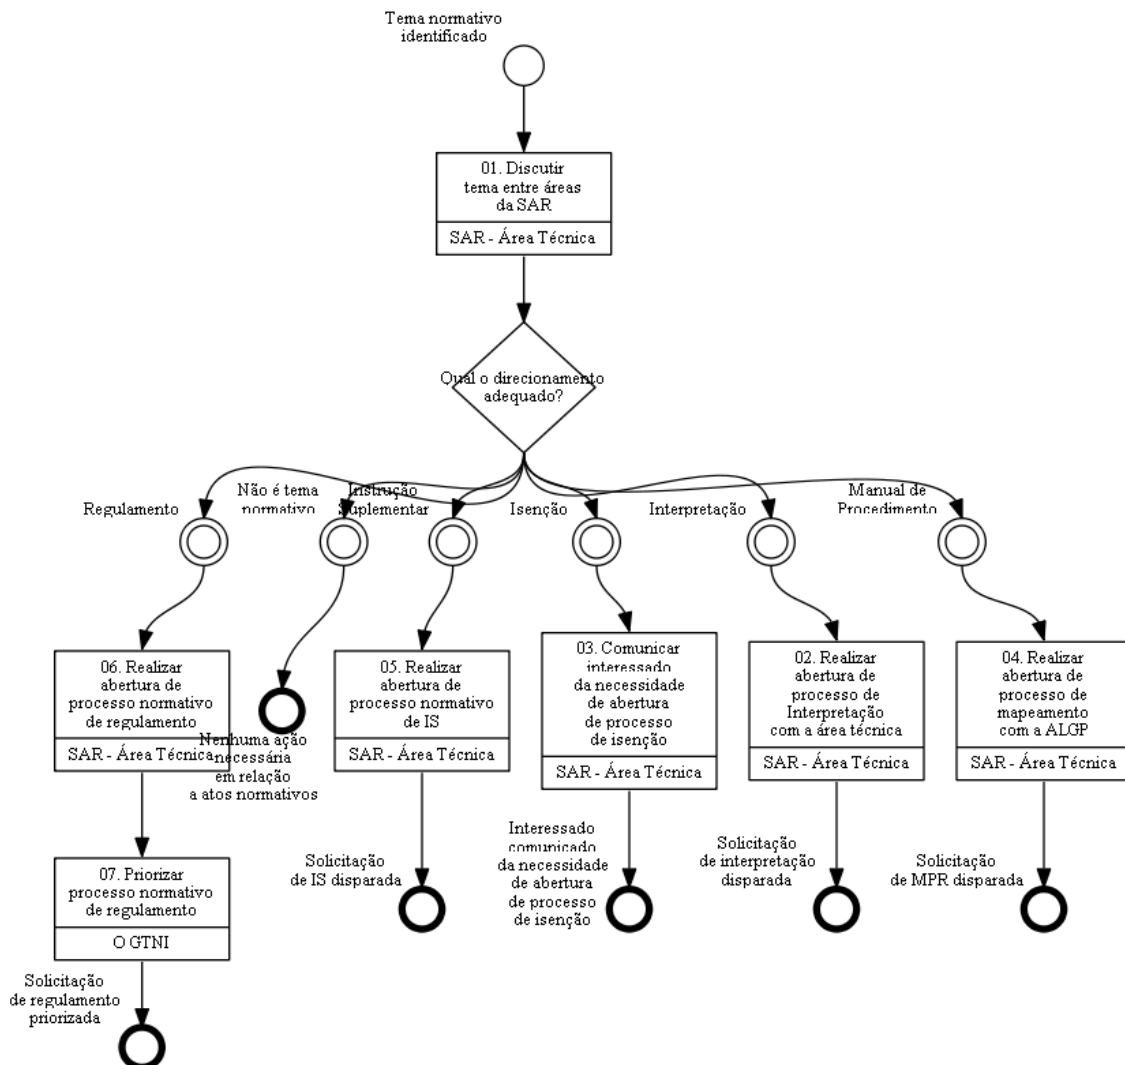 Tema normativo
identificado
01. Discutir
tema entre áreas
da SAR
SAR - Área Técnica
Qual o direcionamento
adequado?
Regulamento
Não é tema
normativo
Instrução
Suplementar
Isenção
Interpretação
Manual de
Procedimento
06. Realizar
abertura de
processo normativo
de regulamento
SAR - Área Técnica
Nenhuma ação
necessária
em relação
a atos normativos
05. Realizar
abertura de
processo normativo
de IS
SAR - Área Técnica
03. Comunicar
interessado
da necessidade
de abertura
de processo
de isenção
SAR - Área Técnica
02. Realizar
abertura de
processo de
Interpretação
com a área técnica
SAR - Área Técnica
04. Realizar
abertura de
processo de
mapeamento
com a ALGP
SAR - Área Técnica
07. Priorizar
processo normativo
de regulamento
O GTNI
Solicitação
de IS disparada
Interessado
comunicado
da necessidade
de abertura
de processo
de isenção
Solicitação
de interpretação
disparada
Solicitação
de MPR disparada
Solicitação
de regulamento
priorizada